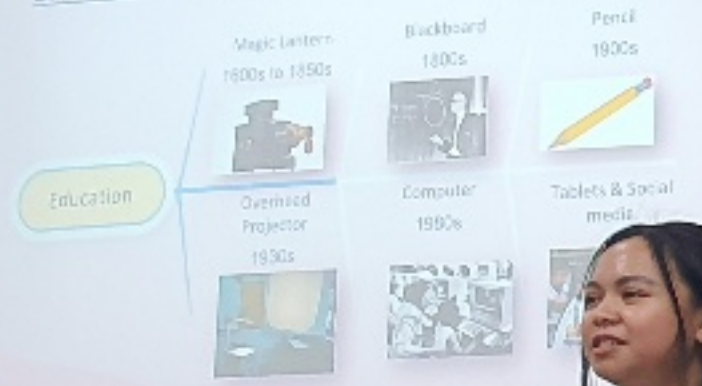 Magic Lantern
1600s to 1850s
Blackboard
1800s
Pencil
1900s
Education
Overhead
Projector
1930s
Computer
1980s
Tablets & Social
media